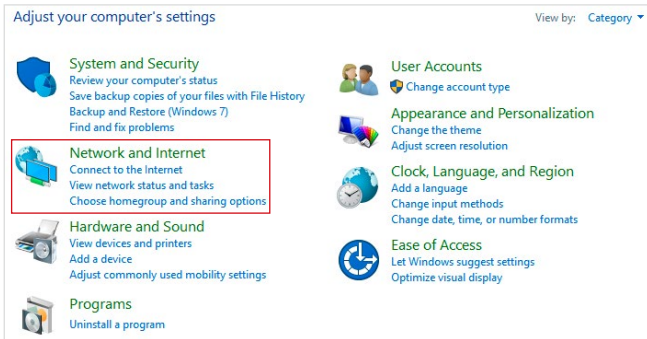 Adjust your computer's settings
View by: Category
System and Security
Review your computer's status
Save backup copies of your files with File History
Backup and Restore (Windows 7)
Find and fix problems
Network and Internet
Connect to the Internet
View network status and tasks
Choose homegroup and sharing options
Hardware and Sound
View devices and printers
Add a device
Adjust commonly used mobility settings
Programs
Uninstall a program
User Accounts
Change account type
Appearance and Personalization
Change the theme
Adjust screen resolution
Clock, Language, and Region
Add a language
Change input methods
Change date, time, or number formats
Ease of Access
Let Windows suggest settings
Optimize visual display